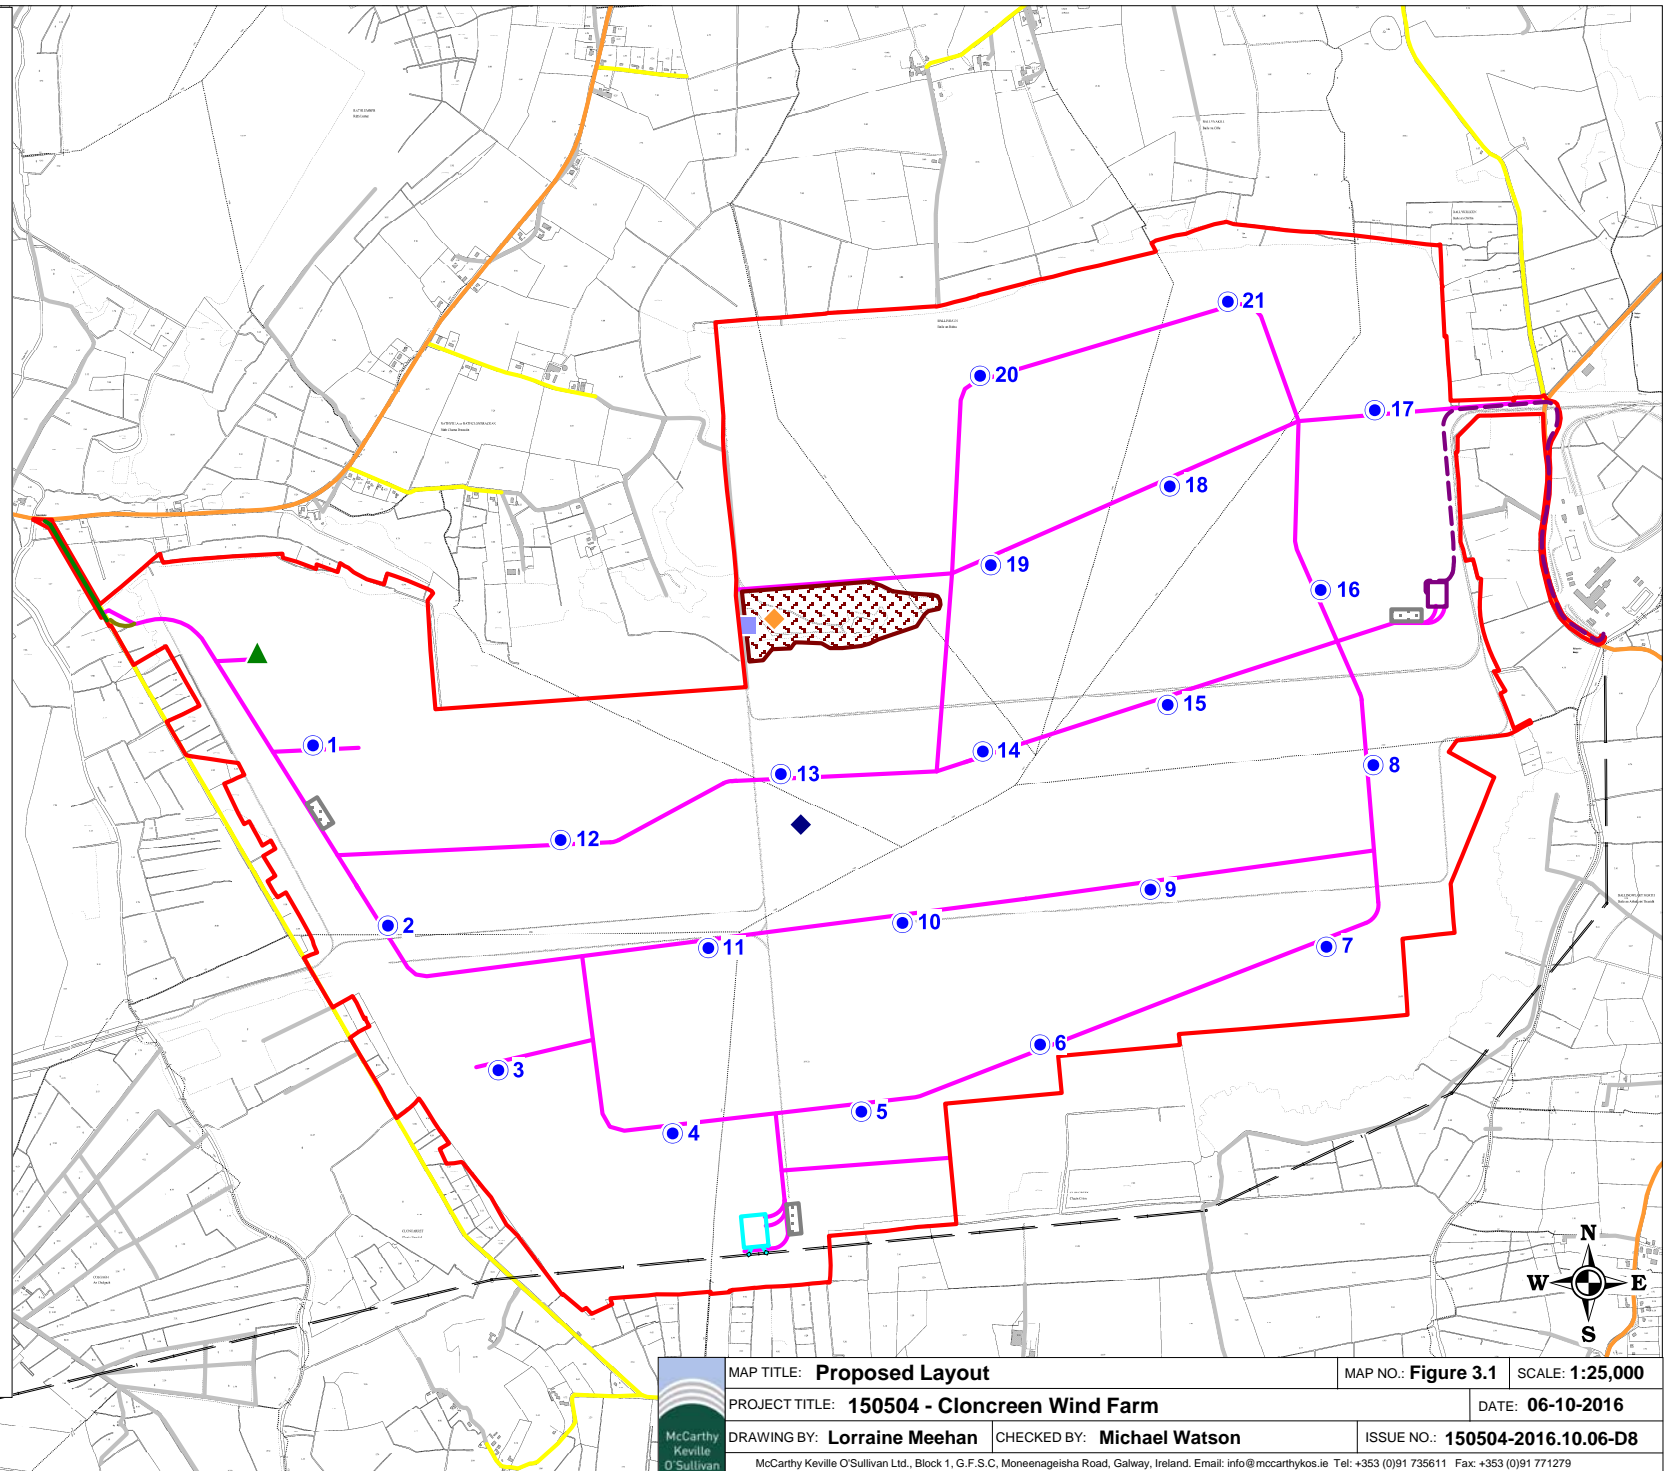 21
20
17
18
19
16
15
14
8
1
13
12
9
2
10
11
7
6
3
5
4
N
W E
S
MAP TITLE: Proposed Layout
MAP NO.: Figure 3.1
SCALE: 1:25,000
PROJECT TITLE: 150504 - Cloncreen Wind Farm
DATE: 06-10-2016
DRAWING BY: Lorraine Meehan
CHECKED BY: Michael Watson
ISSUE NO.: 150504-2016.10.06-D8
McCarthy
Keville
O'Sullivan
McCarthy Keville O'Sullivan Ltd., Block 1, G.F.S.C, Moneenageisha Road, Galway, Ireland. Email: info@mccarthykos.ie Tel: +353 (0)91 735611 Fax: +353 (0)91 771279